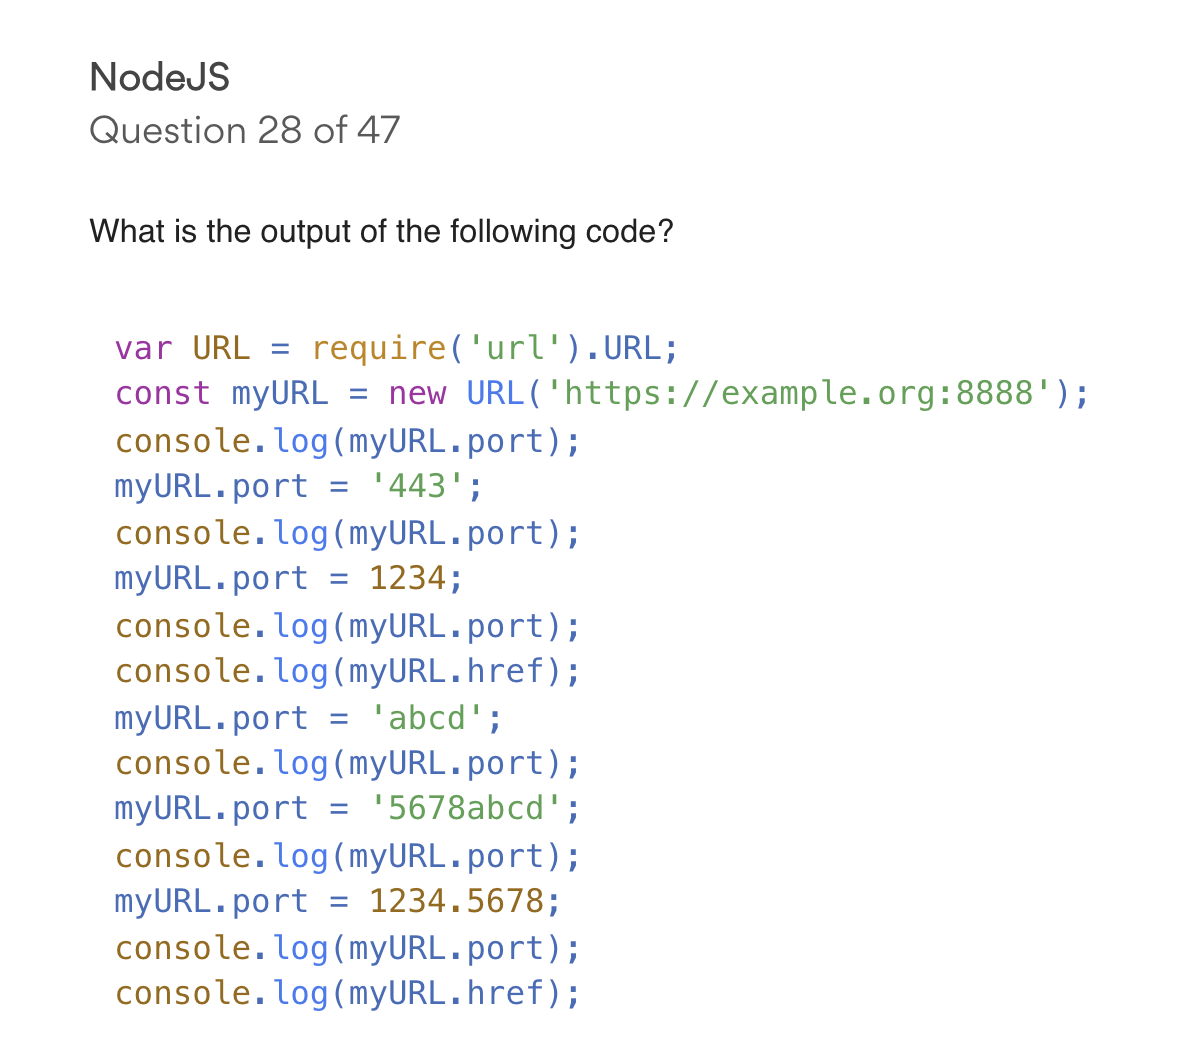 NodeJS
Question 28 of 47
What is the output of the following code?
var URL = require('url').URL;
const myURL = new URL('https://example.org:8888');
console.log(myURL.port);
myURL.port = '443';
console.log(myURL.port);
myURL.port = 1234;
console.log(myURL.port);
console.log(myURL.href);
myURL.port = 'abcd';
console.log(myURL.port);
myURL.port = '5678abcd';
console.log(myURL.port);
myURL.port = 1234.5678;
console.log(myURL.port);
console.log(myURL.href);